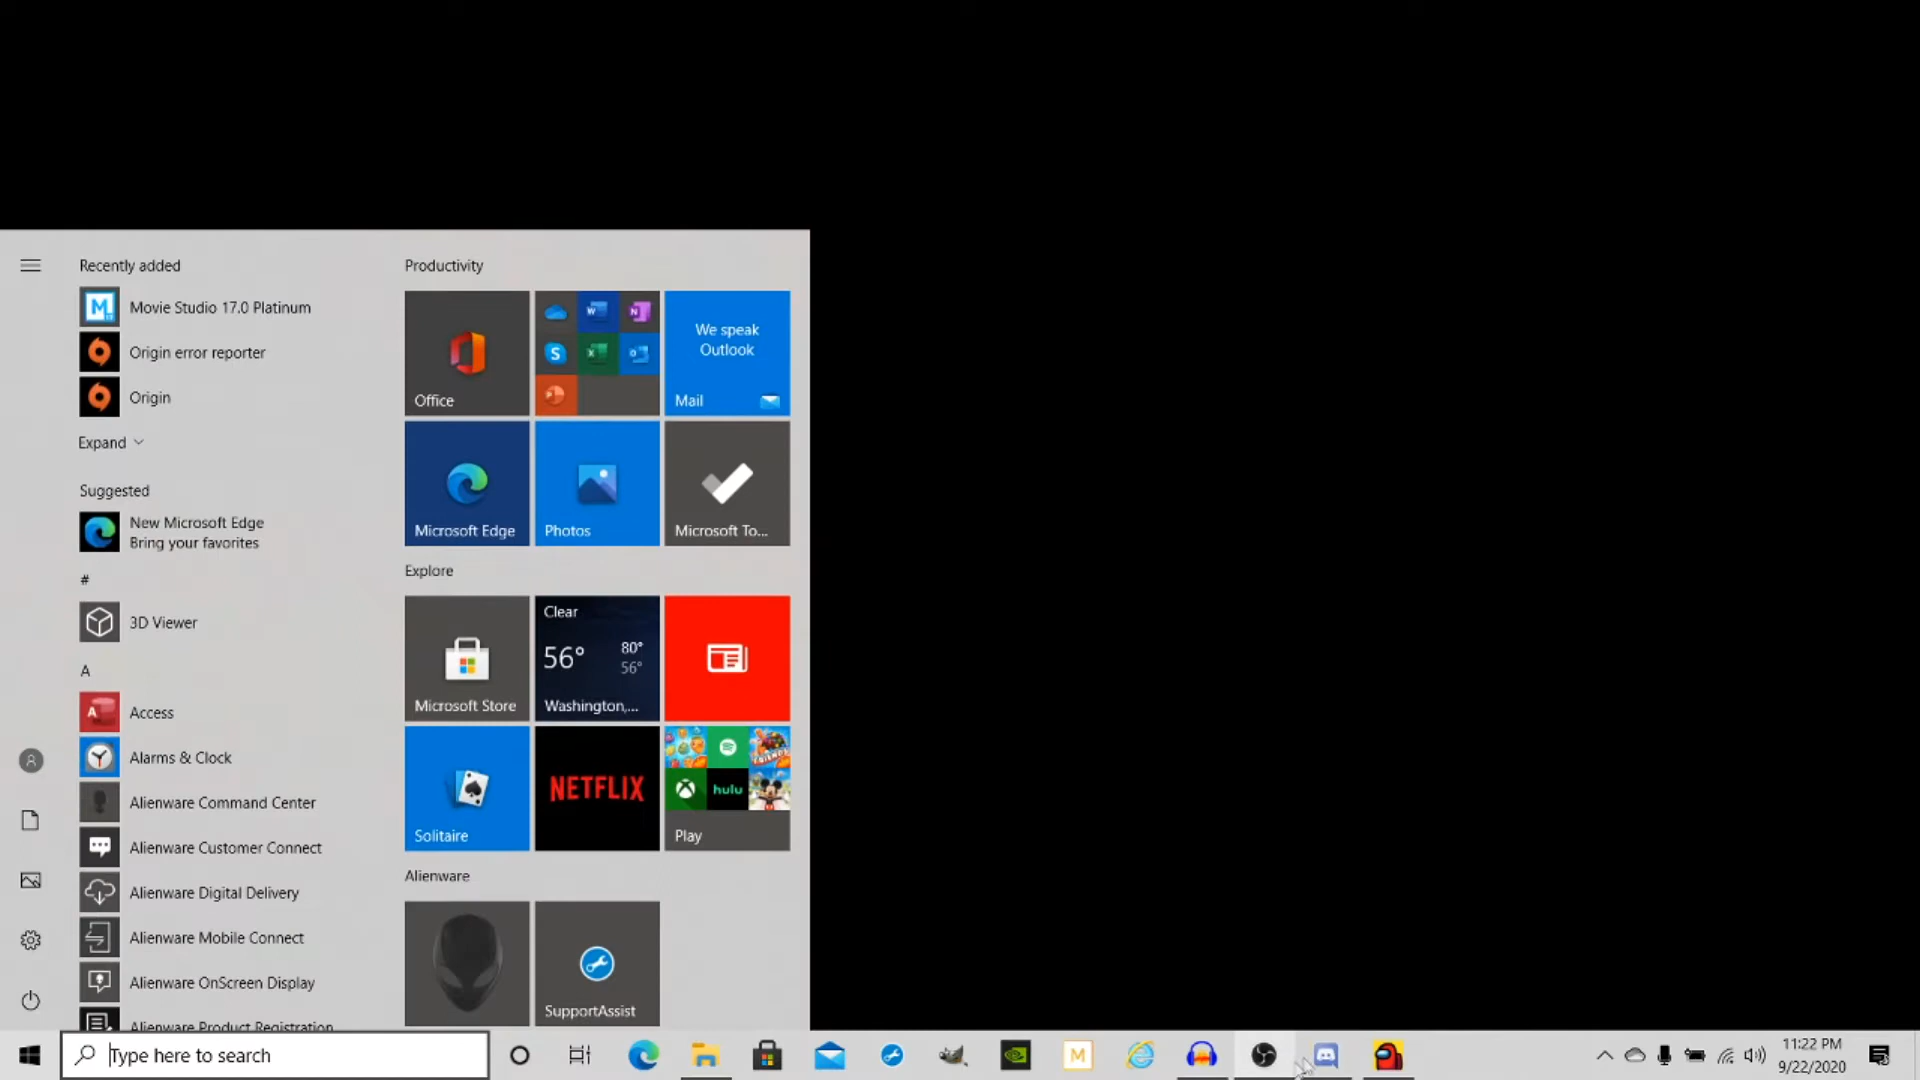 Recently added
Movie Studio 17.0 Platinum
Origin error reporter
Origin
Expand
Suggested
New Microsoft Edge
Bring your favorites
#
3D Viewer
A
Access
Alarms & Clock
Alienware Command Center
Alienware Customer Connect
Alienware Digital Delivery
Alienware Mobile Connect
Alienware OnScreen Display
Alienware Product Registration
Productivity
Office
We speak
Outlook
Mail
Microsoft Edge
Photos
Microsoft To...
Explore
Microsoft Store
Clear
56°
80°
56°
Washington,...
Solitaire
NETFLIX
hulu
Play
Alienware
SupportAssist
Type here to search
11:22 PM
9/22/2020